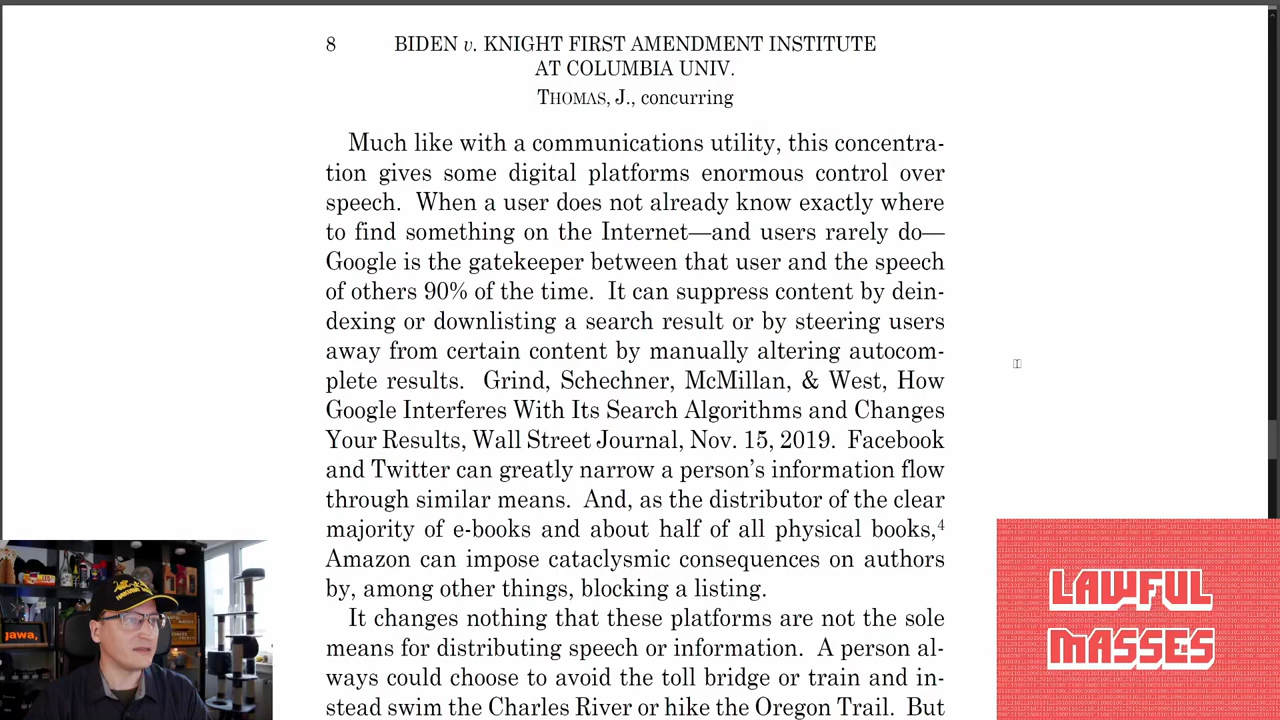 8 BIDEN v. KNIGHT FIRST AMENDMENT INSTITUTE
AT COLUMBIA UNIV.
THOMAS, J., concurring
Much like with a communications utility, this concentra-
tion gives some digital platforms enormous control over
speech. When a user does not already know exactly where
to find something on the Internet—and users rarely do—
Google is the gatekeeper between that user and the speech
of others 90% of the time. It can suppress content by dein-
dexing or downlisting a search result or by steering users
away from certain content by manually altering autocom-
plete results. Grind, Schechner, McMillan, & West, How
Google Interferes With Its Search Algorithms and Changes
Your Results, Wall Street Journal, Nov. 15, 2019. Facebook
and Twitter can greatly narrow a person's information flow
through similar means. And, as the distributor of the clear
majority of e-books and about half of all physical books,4
Amazon can impose cataclysmic consequences on authors
by, among other things, blocking a listing.
It changes nothing that these platforms are not the sole
means for distributing speech or information. A person al-
ways could choose to avoid the toll bridge or train and in-
stead swim the Charles River or hike the Oregon Trail. But
jawa,
LAWFUL
MASSES